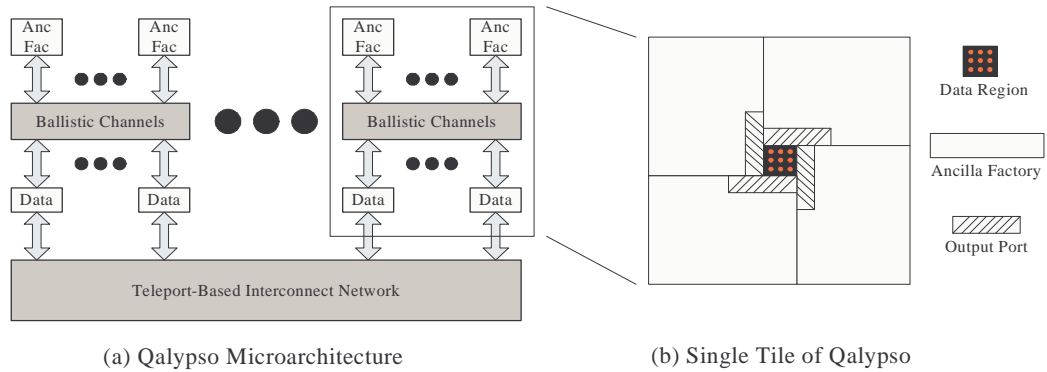 Anc
Fac
Anc
Fac
Anc
Fac
Anc
Fac
Ballistic Channels
Ballistic Channels
Data
Data
Data
Data
Teleport-Based Interconnect Network
(a) Qalypso Microarchitecture
Data Region
Ancilla Factory
Output Port
(b) Single Tile of Qalypso